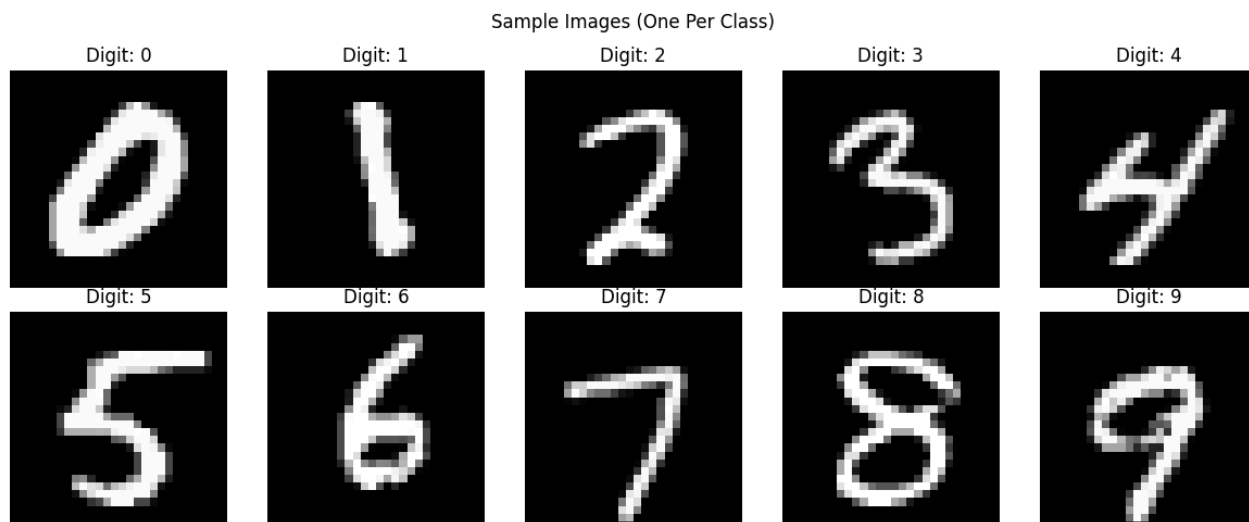 Sample Images (One Per Class)
Digit: 0 Digit: 1 Digit: 2 Digit: 3 Digit: 4
0 1 2 3 4
Digit: 5 Digit: 6 Digit: 7 Digit: 8 Digit: 9
5 6 7 8 9